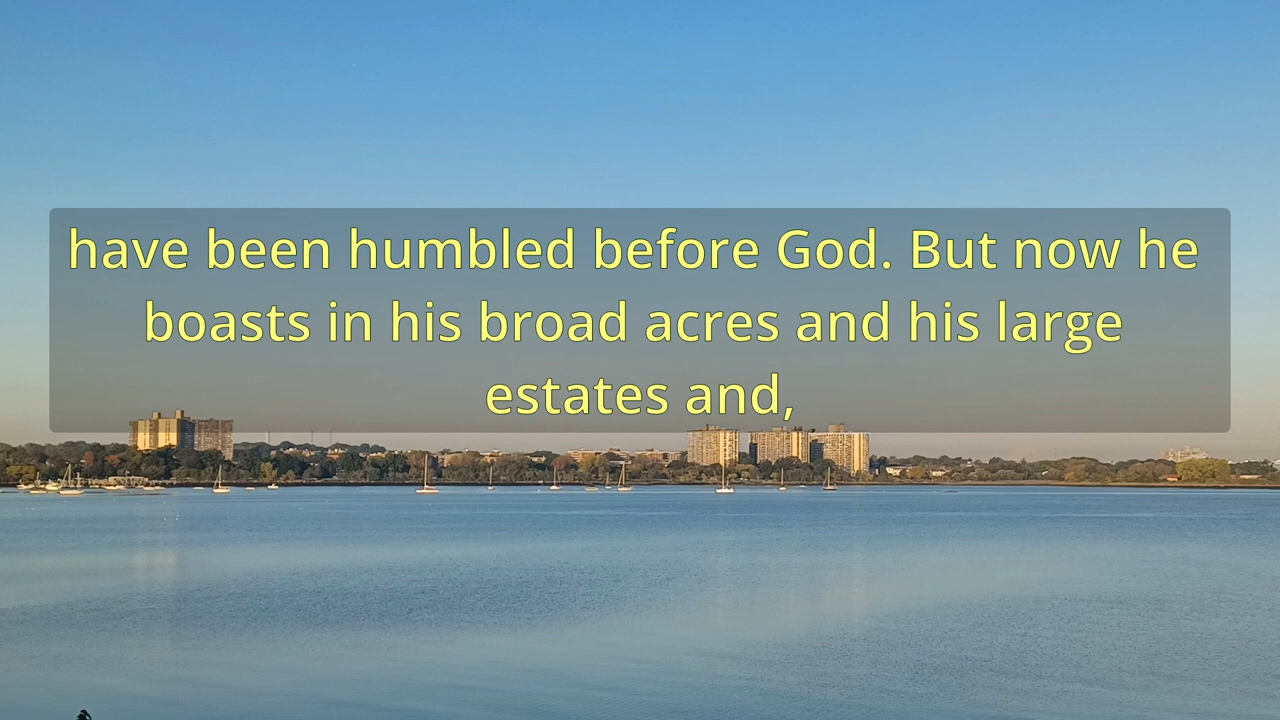 have been humbled before God. But now he
boasts in his broad acres and his large
estates and,